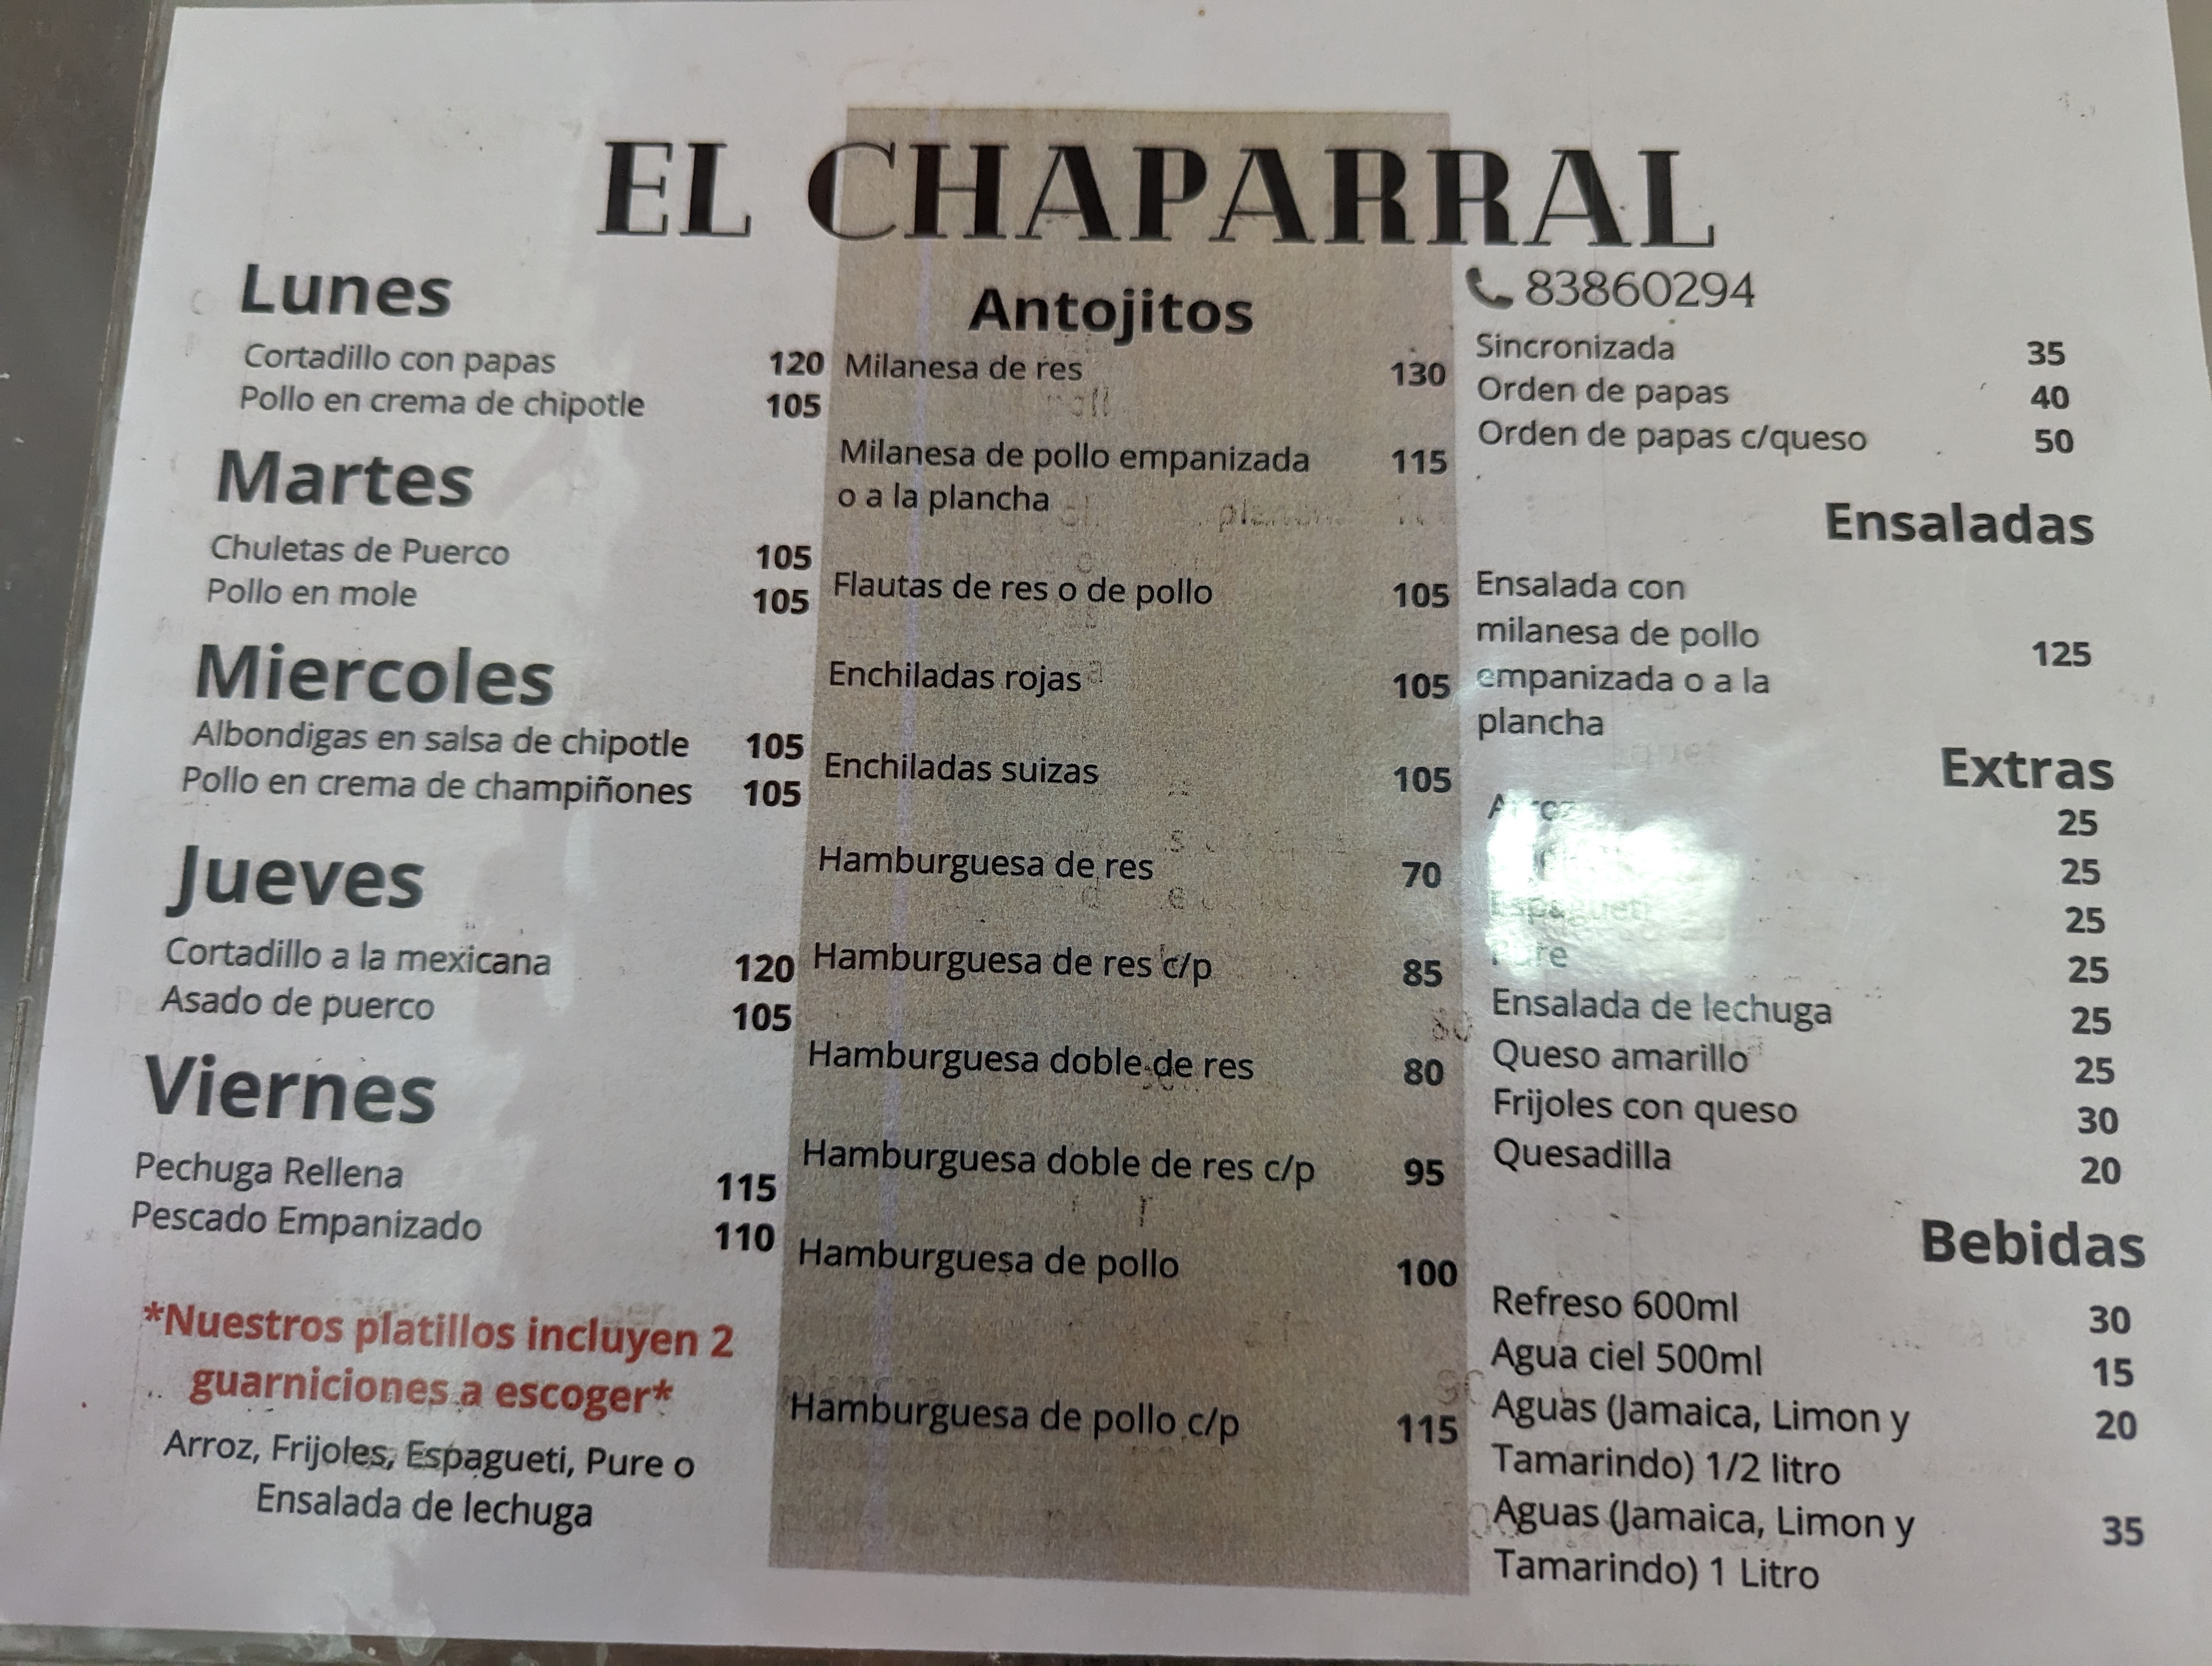 EL CHAPARRAL
Lunes
Cortadillo con papas 120
Pollo en crema de chipotle 105
Martes
Chuletas de Puerco 105
Pollo en mole 105
Miercoles
Albondigas en salsa de chipotle 105
Pollo en crema de champiñones 105
Jueves
Cortadillo a la mexicana 120
Asado de puerco 105
Viernes
Pechuga Rellena 115
Pescado Empanizado 110
*Nuestros platillos incluyen 2
guarniciones a escoger*
Arroz, Frijoles, Espagueti, Pure o
Ensalada de lechuga
Antojitos
Milanesa de res 130
Milanesa de pollo empanizada 115
o a la plancha
Flautas de res o de pollo 105
Enchiladas rojas 105
Enchiladas suizas 105
Hamburguesa de res 70
Hamburguesa de res c/p 85
Hamburguesa doble de res 80
Hamburguesa doble de res c/p 95
Hamburguesa de pollo 100
Hamburguesa de pollo c/p 115
83860294
Sincronizada 35
Orden de papas 40
Orden de papas c/queso 50
Ensaladas
Ensalada con
milanesa de pollo
125
empanizada o a la
plancha
Extras
Arroz 25
25
Espagueti 25
Pure 25
Ensalada de lechuga 25
Queso amarillo 25
Frijoles con queso 30
Quesadilla 20
Bebidas
Refreso 600ml 30
Agua ciel 500ml 15
Aguas (Jamaica, Limon y 20
Tamarindo) 1/2 litro
Aguas (Jamaica, Limon y 35
Tamarindo) 1 Litro